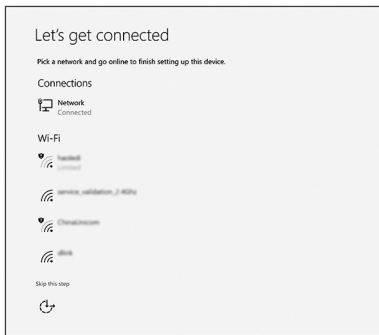 Let's get connected
Pick a network and go online to finish setting up this device.
Connections
Network
Connected
Wi-Fi
Limited
service_validation_2.4Ghz
ChinaUnicom
dlink
Skip this step